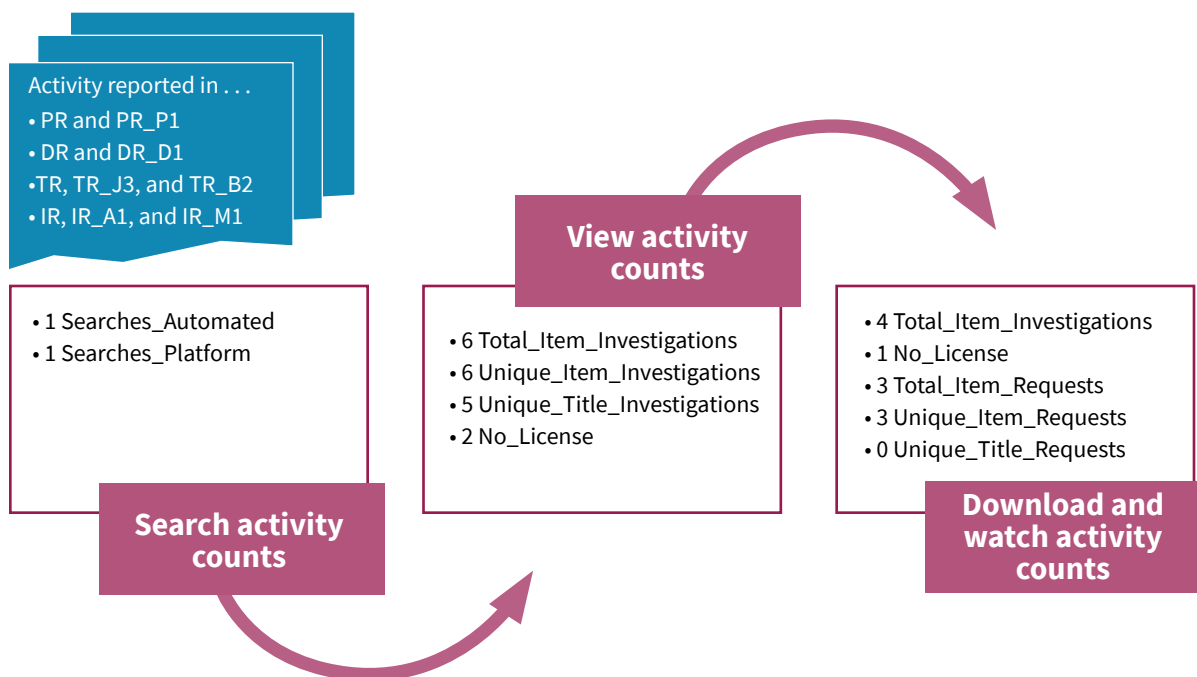 Activity reported in . . .
• PR and PR_P1
• DR and DR_D1
•TR, TR_J3, and TR_B2
• IR, IR_A1, and IR_M1
• 1 Searches_Automated
• 1 Searches_Platform
Search activity
counts
View activity
counts
• 6 Total_Item_Investigations
• 6 Unique_Item_Investigations
• 5 Unique_Title_Investigations
• 2 No_License
• 4 Total_Item_Investigations
• 1 No_License
• 3 Total_Item_Requests
• 3 Unique_Item_Requests
• 0 Unique_Title_Requests
Download and
watch activity
counts